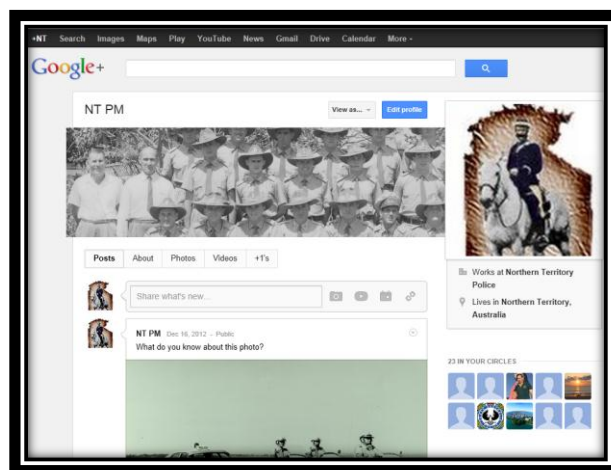 +NT Search Images Maps Play YouTube News Gmail Drive Calendar More
Google+
NT PM
View as...
Edit profile
Posts About Photos Videos +1's
Works at Northern Territory
Police
Lives in Northern Territory,
Australia
Share what's new...
NT PM Dec 16, 2012 - Public
What do you know about this photo?
23 IN YOUR CIRCLES